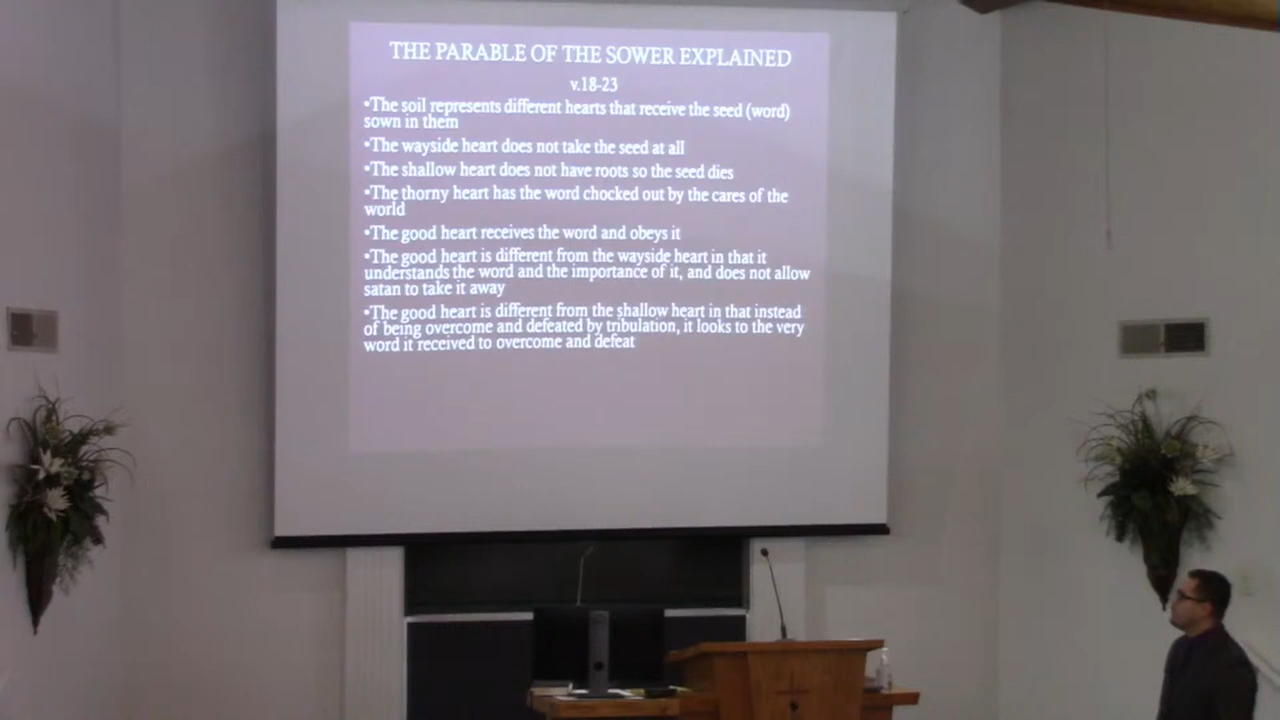 THE PARABLE OF THE SOWER EXPLAINED
v.18-23
•The soil represents different hearts that receive the seed (word)
sown in them
•The wayside heart does not take the seed at all
•The shallow heart does not have roots so the seed dies
•The thorny heart has the word chocked out by the cares of the
world
•The good heart receives the word and obeys it
•The good heart is different from the wayside heart in that it
understands the word and the importance of it, and does not allow
satan to take it away
•The good heart is different from the shallow heart in that instead
of being overcome and defeated by tribulation, it looks to the very
word it received to overcome and defeat